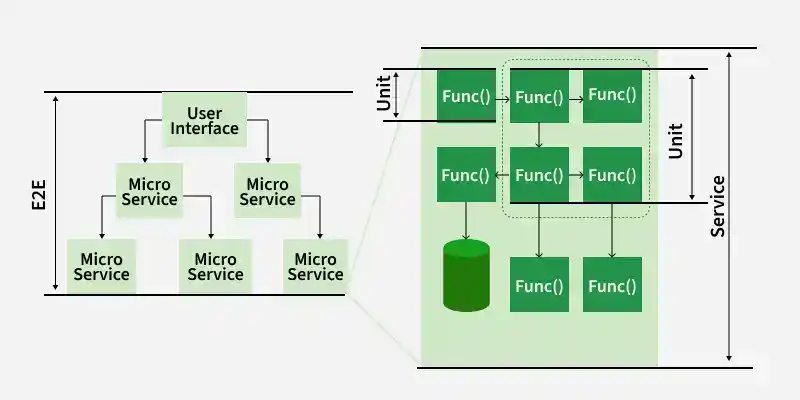 E2E
User
Interface
Micro
Service
Micro
Service
Micro
Service
Micro
Service
Micro
Service
Unit
Func()
Func()
Func()
Func()
Func()
Func()
Func()
Func()
Unit
Service